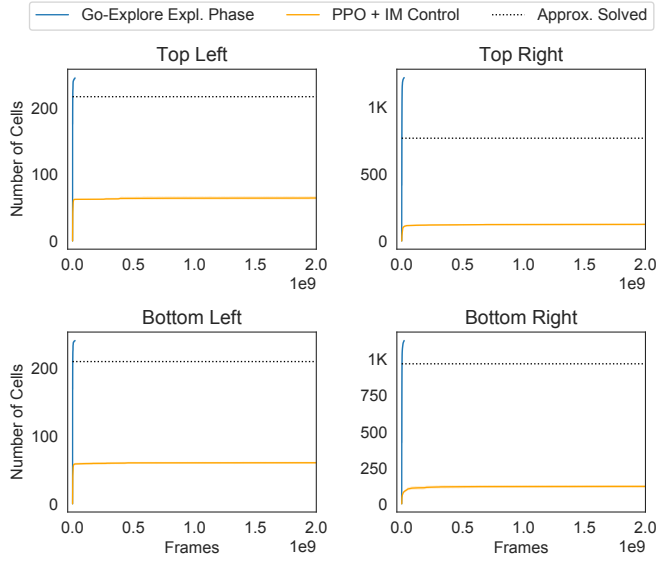 Go-Explore Expl. Phase PPO + IM Control Approx. Solved
Top Left
Top Right
Number of Cells
200
100
0
1K
500
0
0.0 0.5 1.0 1.5 2.0
1e9
0.0 0.5 1.0 1.5 2.0
1e9
Bottom Left
Bottom Right
Number of Cells
200
100
0
1K
750
500
250
0
0.0 0.5 1.0 1.5 2.0
Frames 1e9
0.0 0.5 1.0 1.5 2.0
Frames 1e9